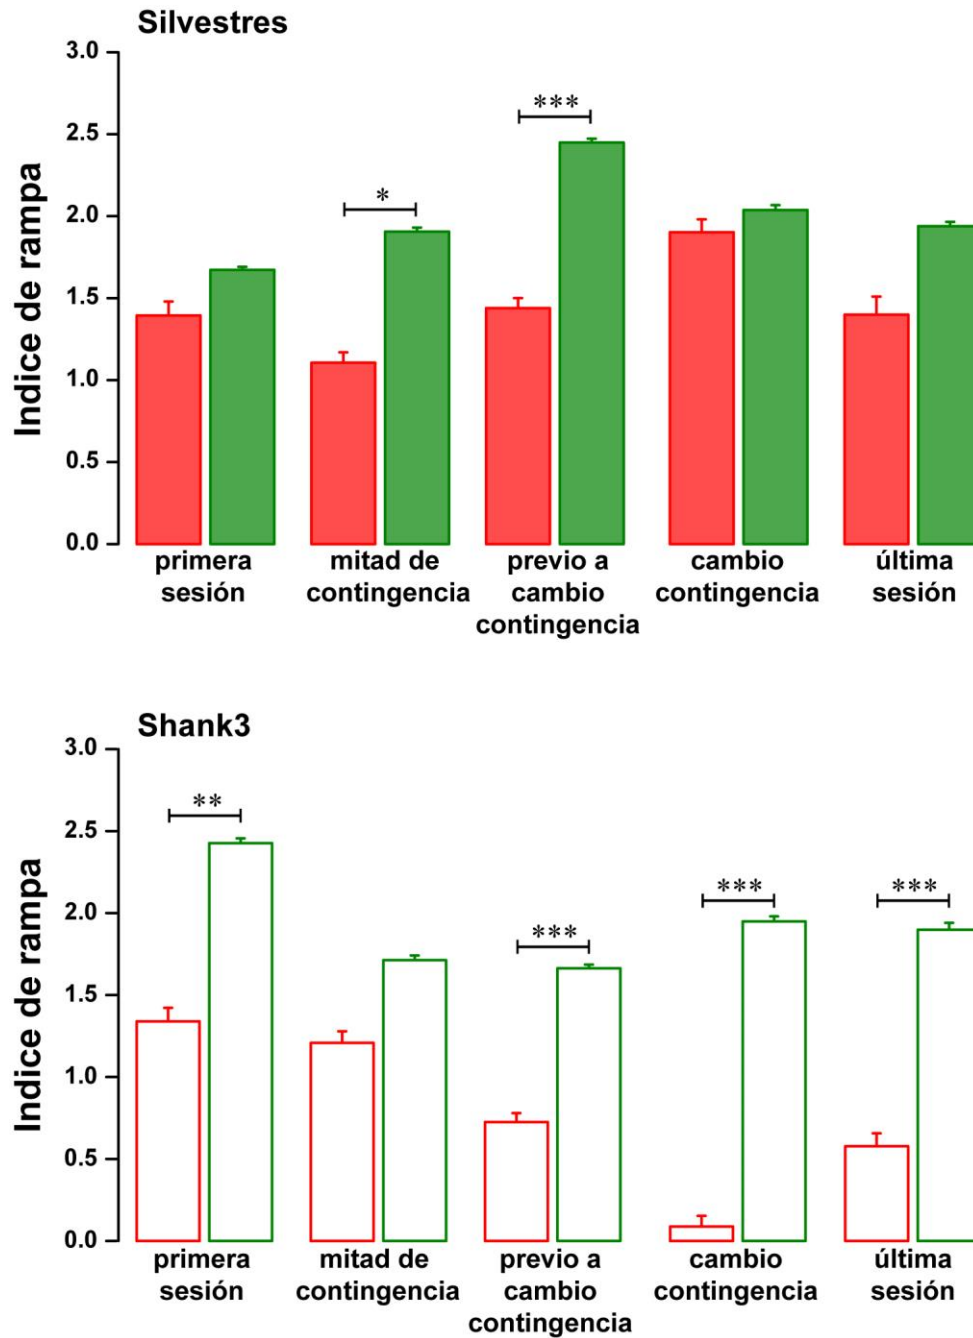 Silvestres
Indice de rampa
3.0
2.5
2.0
1.5
1.0
0.5
0.0
*
***
primera
sesión
mitad de
contingencia
previo a
cambio
contingencia
cambio
contingencia
última
sesión
Shank3
Indice de rampa
3.0
2.5
2.0
1.5
1.0
0.5
0.0
**
***
***
***
primera
sesión
mitad de
contingencia
previo a
cambio
contingencia
cambio
contingencia
última
sesión